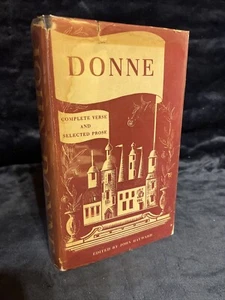 DONNE
COMPLETE VERSE
AND
SELECTED PROSE
EDITED BY JOHN HAYWARD